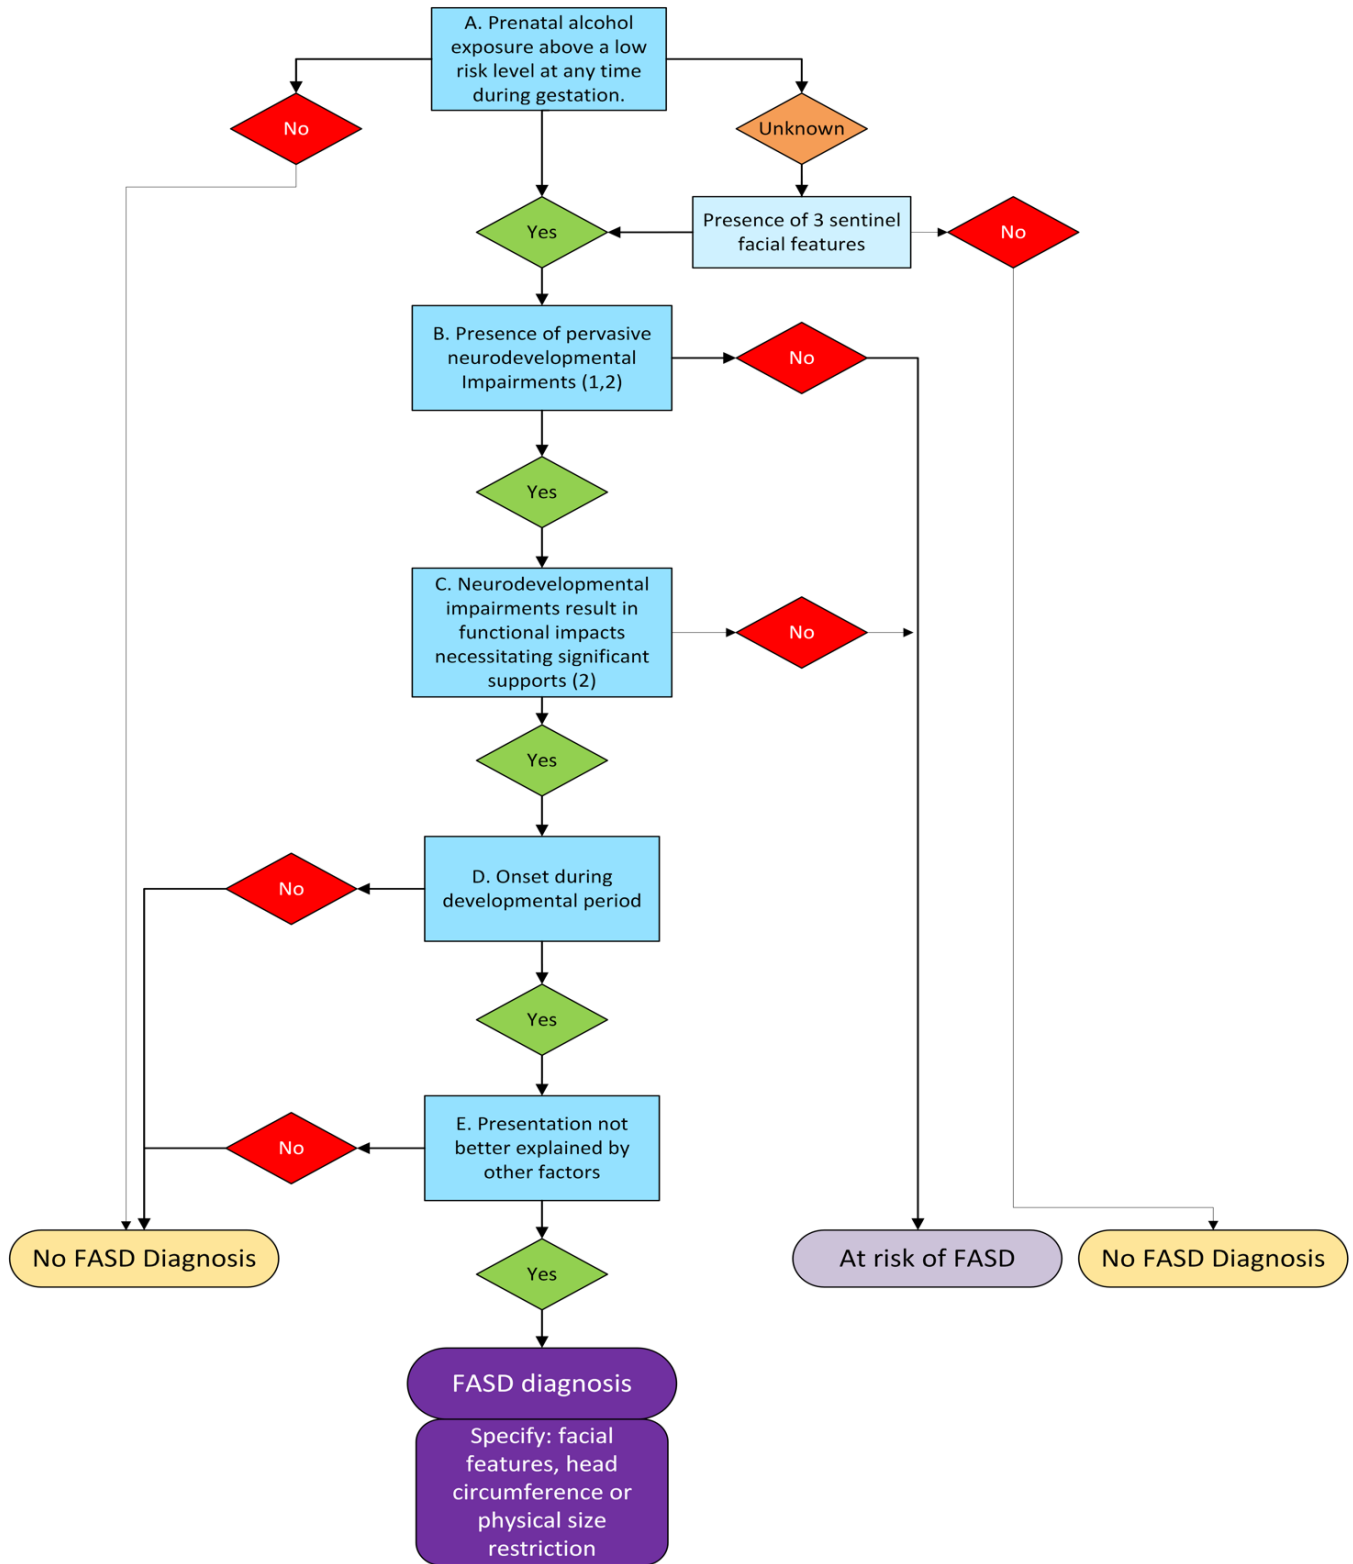 A. Prenatal alcohol
exposure above a low
risk level at any time
during gestation.
No
Unknown
Yes
Presence of 3 sentinel
facial features
No
B. Presence of pervasive
neurodevelopmental
Impairments (1,2)
No
Yes
C. Neurodevelopmental
impairments result in
functional impacts
necessitating significant
supports (2)
No
Yes
D. Onset during
developmental period
No
Yes
E. Presentation not
better explained by
other factors
No
No FASD Diagnosis
Yes
At risk of FASD
No FASD Diagnosis
FASD diagnosis
Specify: facial
features, head
circumference or
physical size
restriction